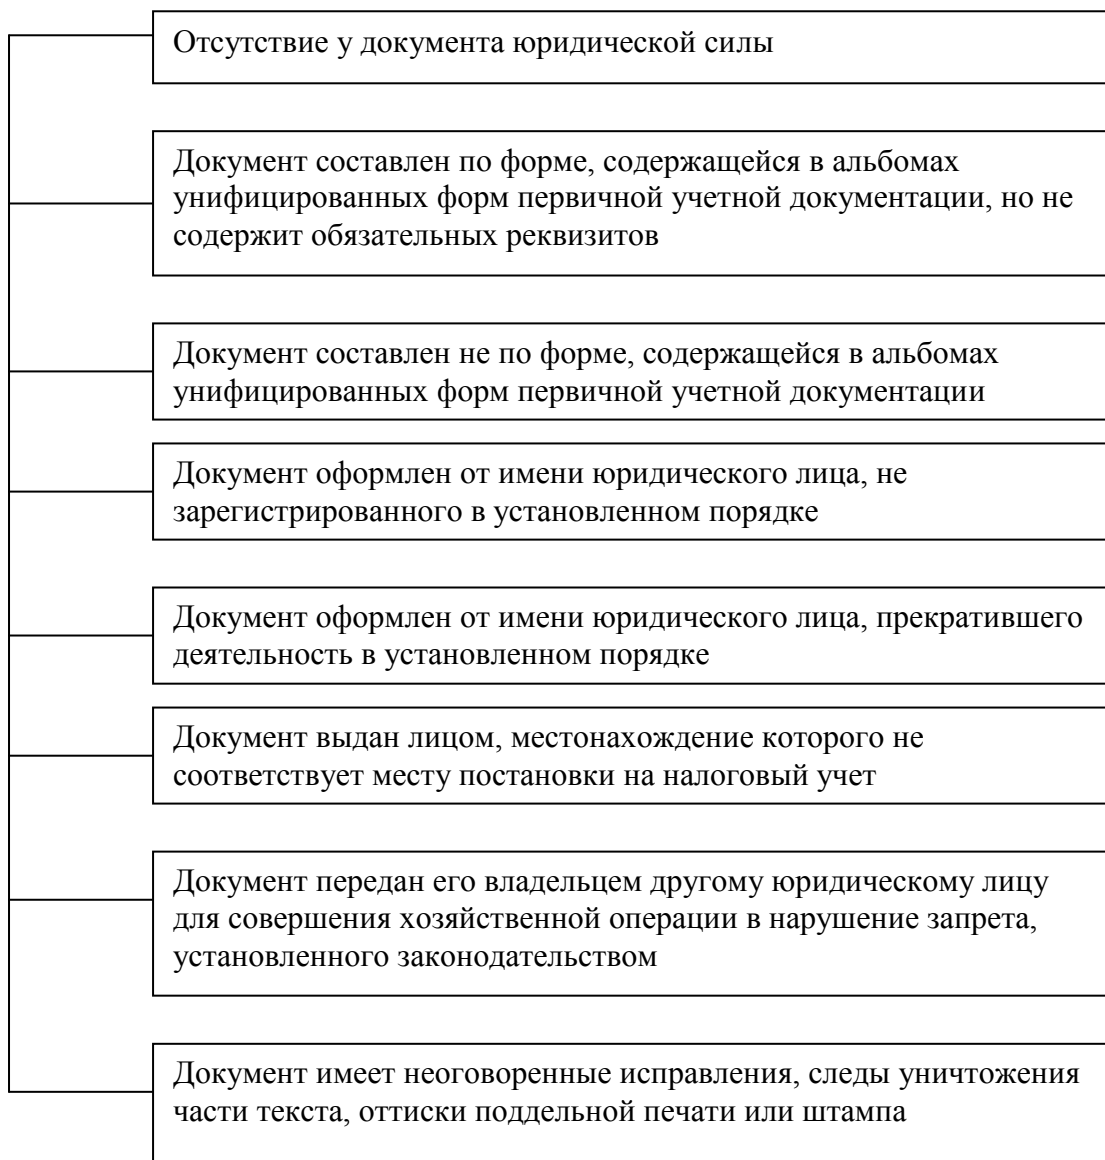 Отсутствие у документа юридической силы
Документ составлен по форме, содержащейся в альбомах
унифицированных форм первичной учетной документации, но не
содержит обязательных реквизитов
Документ составлен не по форме, содержащейся в альбомах
унифицированных форм первичной учетной документации
Документ оформлен от имени юридического лица, не
зарегистрированного в установленном порядке
Документ оформлен от имени юридического лица, прекратившего
деятельность в установленном порядке
Документ выдан лицом, местонахождение которого не
соответствует месту постановки на налоговый учет
Документ передан его владельцем другому юридическому лицу
для совершения хозяйственной операции в нарушение запрета,
установленного законодательством
Документ имеет неоговоренные исправления, следы уничтожения
части текста, оттиски поддельной печати или штампа